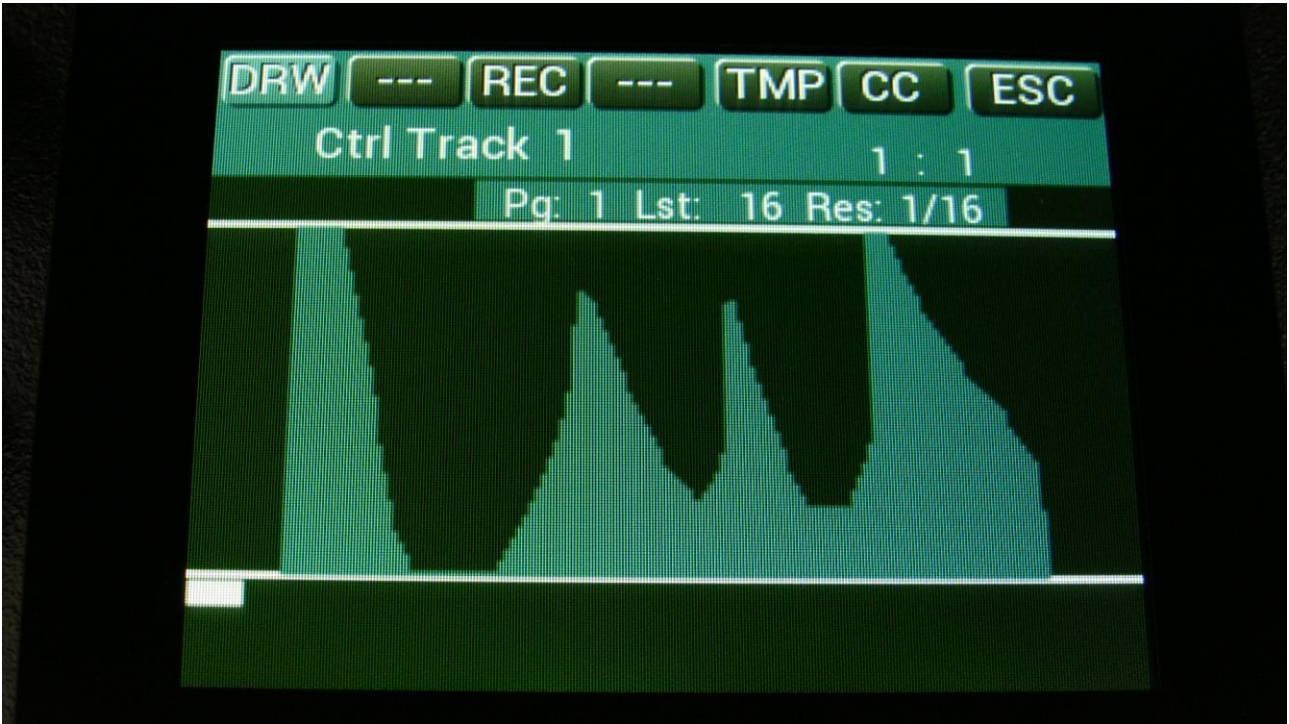 DRW --- REC --- TMP CC ESC
Ctrl Track 1 1 : 1
Pg: 1 Lst: 16 Res: 1/16